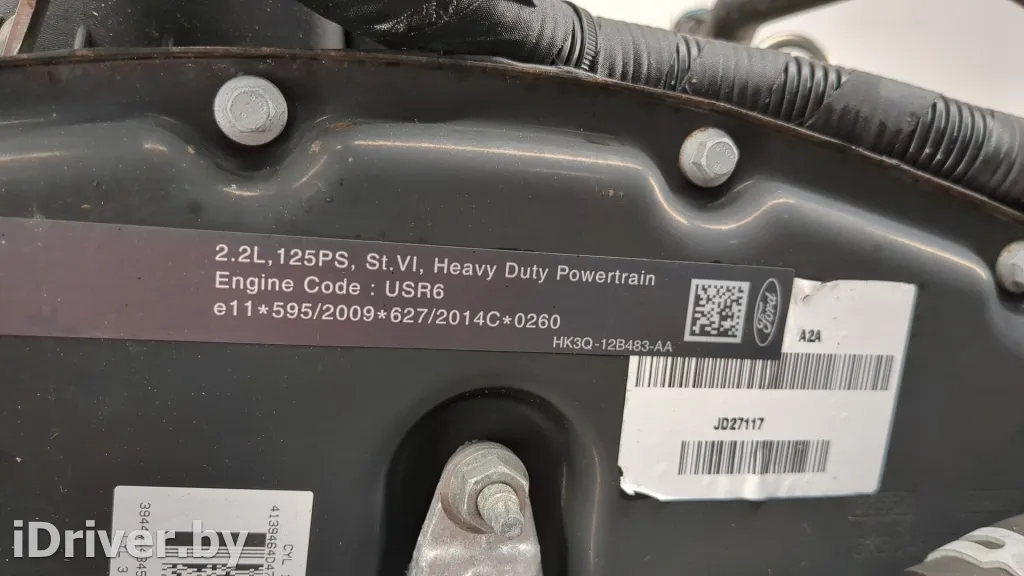 2.2L,125PS, St.VI, Heavy Duty Powertrain
Engine Code : USR6
e11*595/2009*627/2014C*0260
HK3Q-12B483-AA
Ford
A2A
JD27117
CYL
iDriver.by